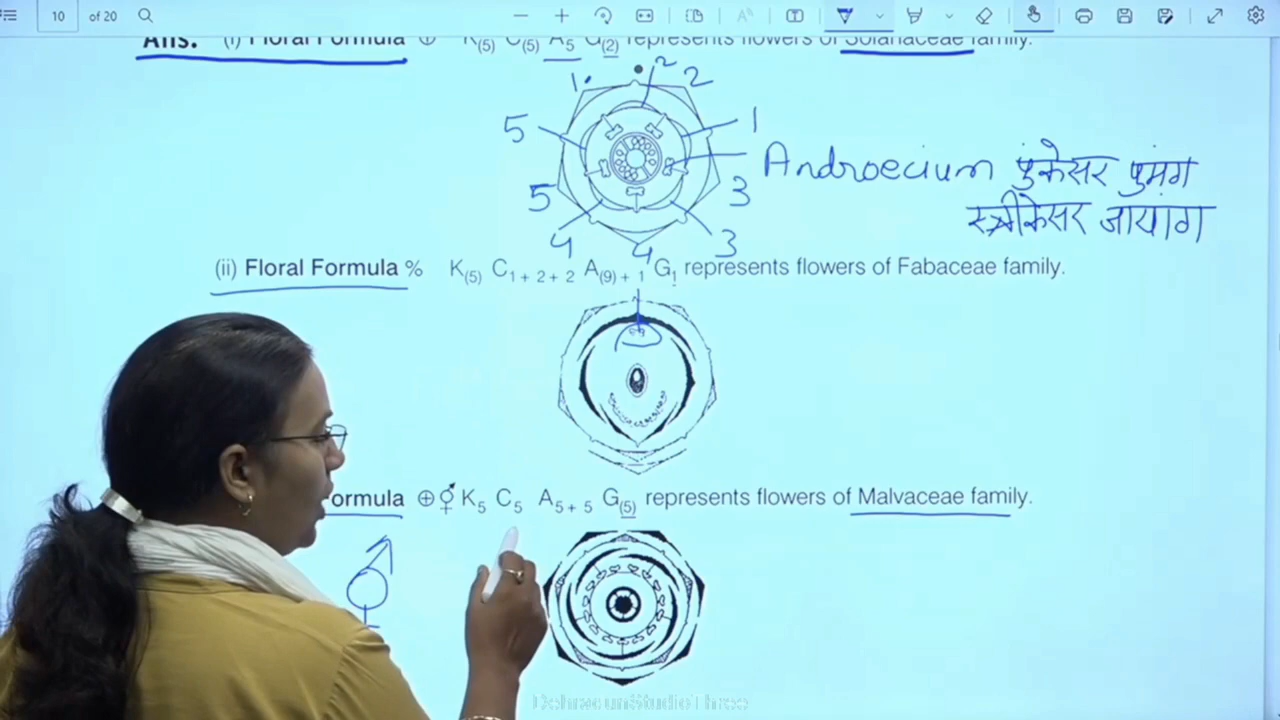 10 of 20
Ans. (i) Floral Formula ⊕ K(5) C(5) A5 G(2) represents flowers of Solanaceae family.
1 2 2
5 1
Androecium पुंकेसर पुमंग
5 3 स्त्रीकेसर जायांग
4 4 3
(ii) Floral Formula % K(5) C1 + 2 + 2 A(9) + 1 G1 represents flowers of Fabaceae family.
Formula ⊕ ⚥ K5 C5 A5 + 5 G(5) represents flowers of Malvaceae family.